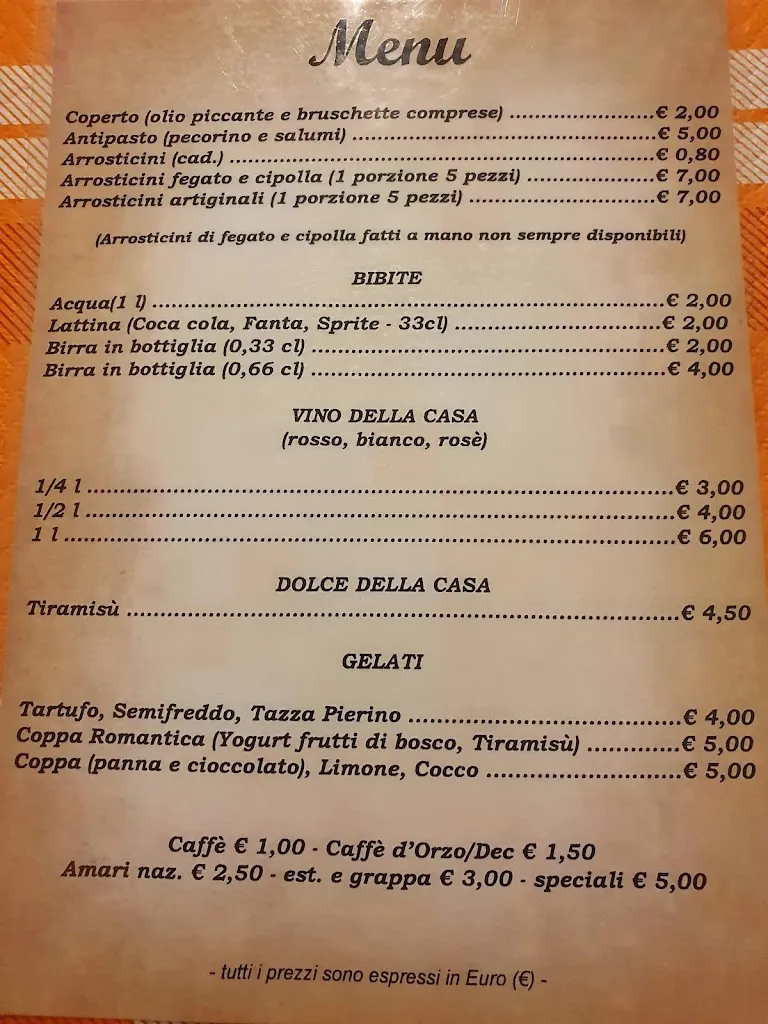 Menu
Coperto (olio piccante e bruschette comprese) ........................€ 2,00
Antipasto (pecorino e salumi) ..................................................€ 5,00
Arrosticini (cad.) ......................................................................€ 0,80
Arrosticini fegato e cipolla (1 porzione 5 pezzi) .....................€ 7,00
Arrosticini artiginali (1 porzione 5 pezzi) ...............................€ 7,00
(Arrosticini di fegato e cipolla fatti a mano non sempre disponibili)
BIBITE
Acqua(1 l) ....................................................................................€ 2,00
Lattina (Coca cola, Fanta, Sprite - 33cl) ..................................€ 2,00
Birra in bottiglia (0,33 cl) ..........................................................€ 2,00
Birra in bottiglia (0,66 cl) ..........................................................€ 4,00
VINO DELLA CASA
(rosso, bianco, rosè)
1/4 l ................................................................................................€ 3,00
1/2 l ................................................................................................€ 4,00
1 l....................................................................................................€ 6,00
DOLCE DELLA CASA
Tiramisù ........................................................................................€ 4,50
GELATI
Tartufo, Semifreddo, Tazza Pierino ...........................................€ 4,00
Coppa Romantica (Yogurt frutti di bosco, Tiramisù) ..............€ 5,00
Coppa (panna e cioccolato), Limone, Cocco ..............................€ 5,00
Caffè € 1,00 - Caffè d'Orzo/Dec € 1,50
Amari naz. € 2,50 - est. e grappa € 3,00 - speciali € 5,00
- tutti i prezzi sono espressi in Euro (€) -